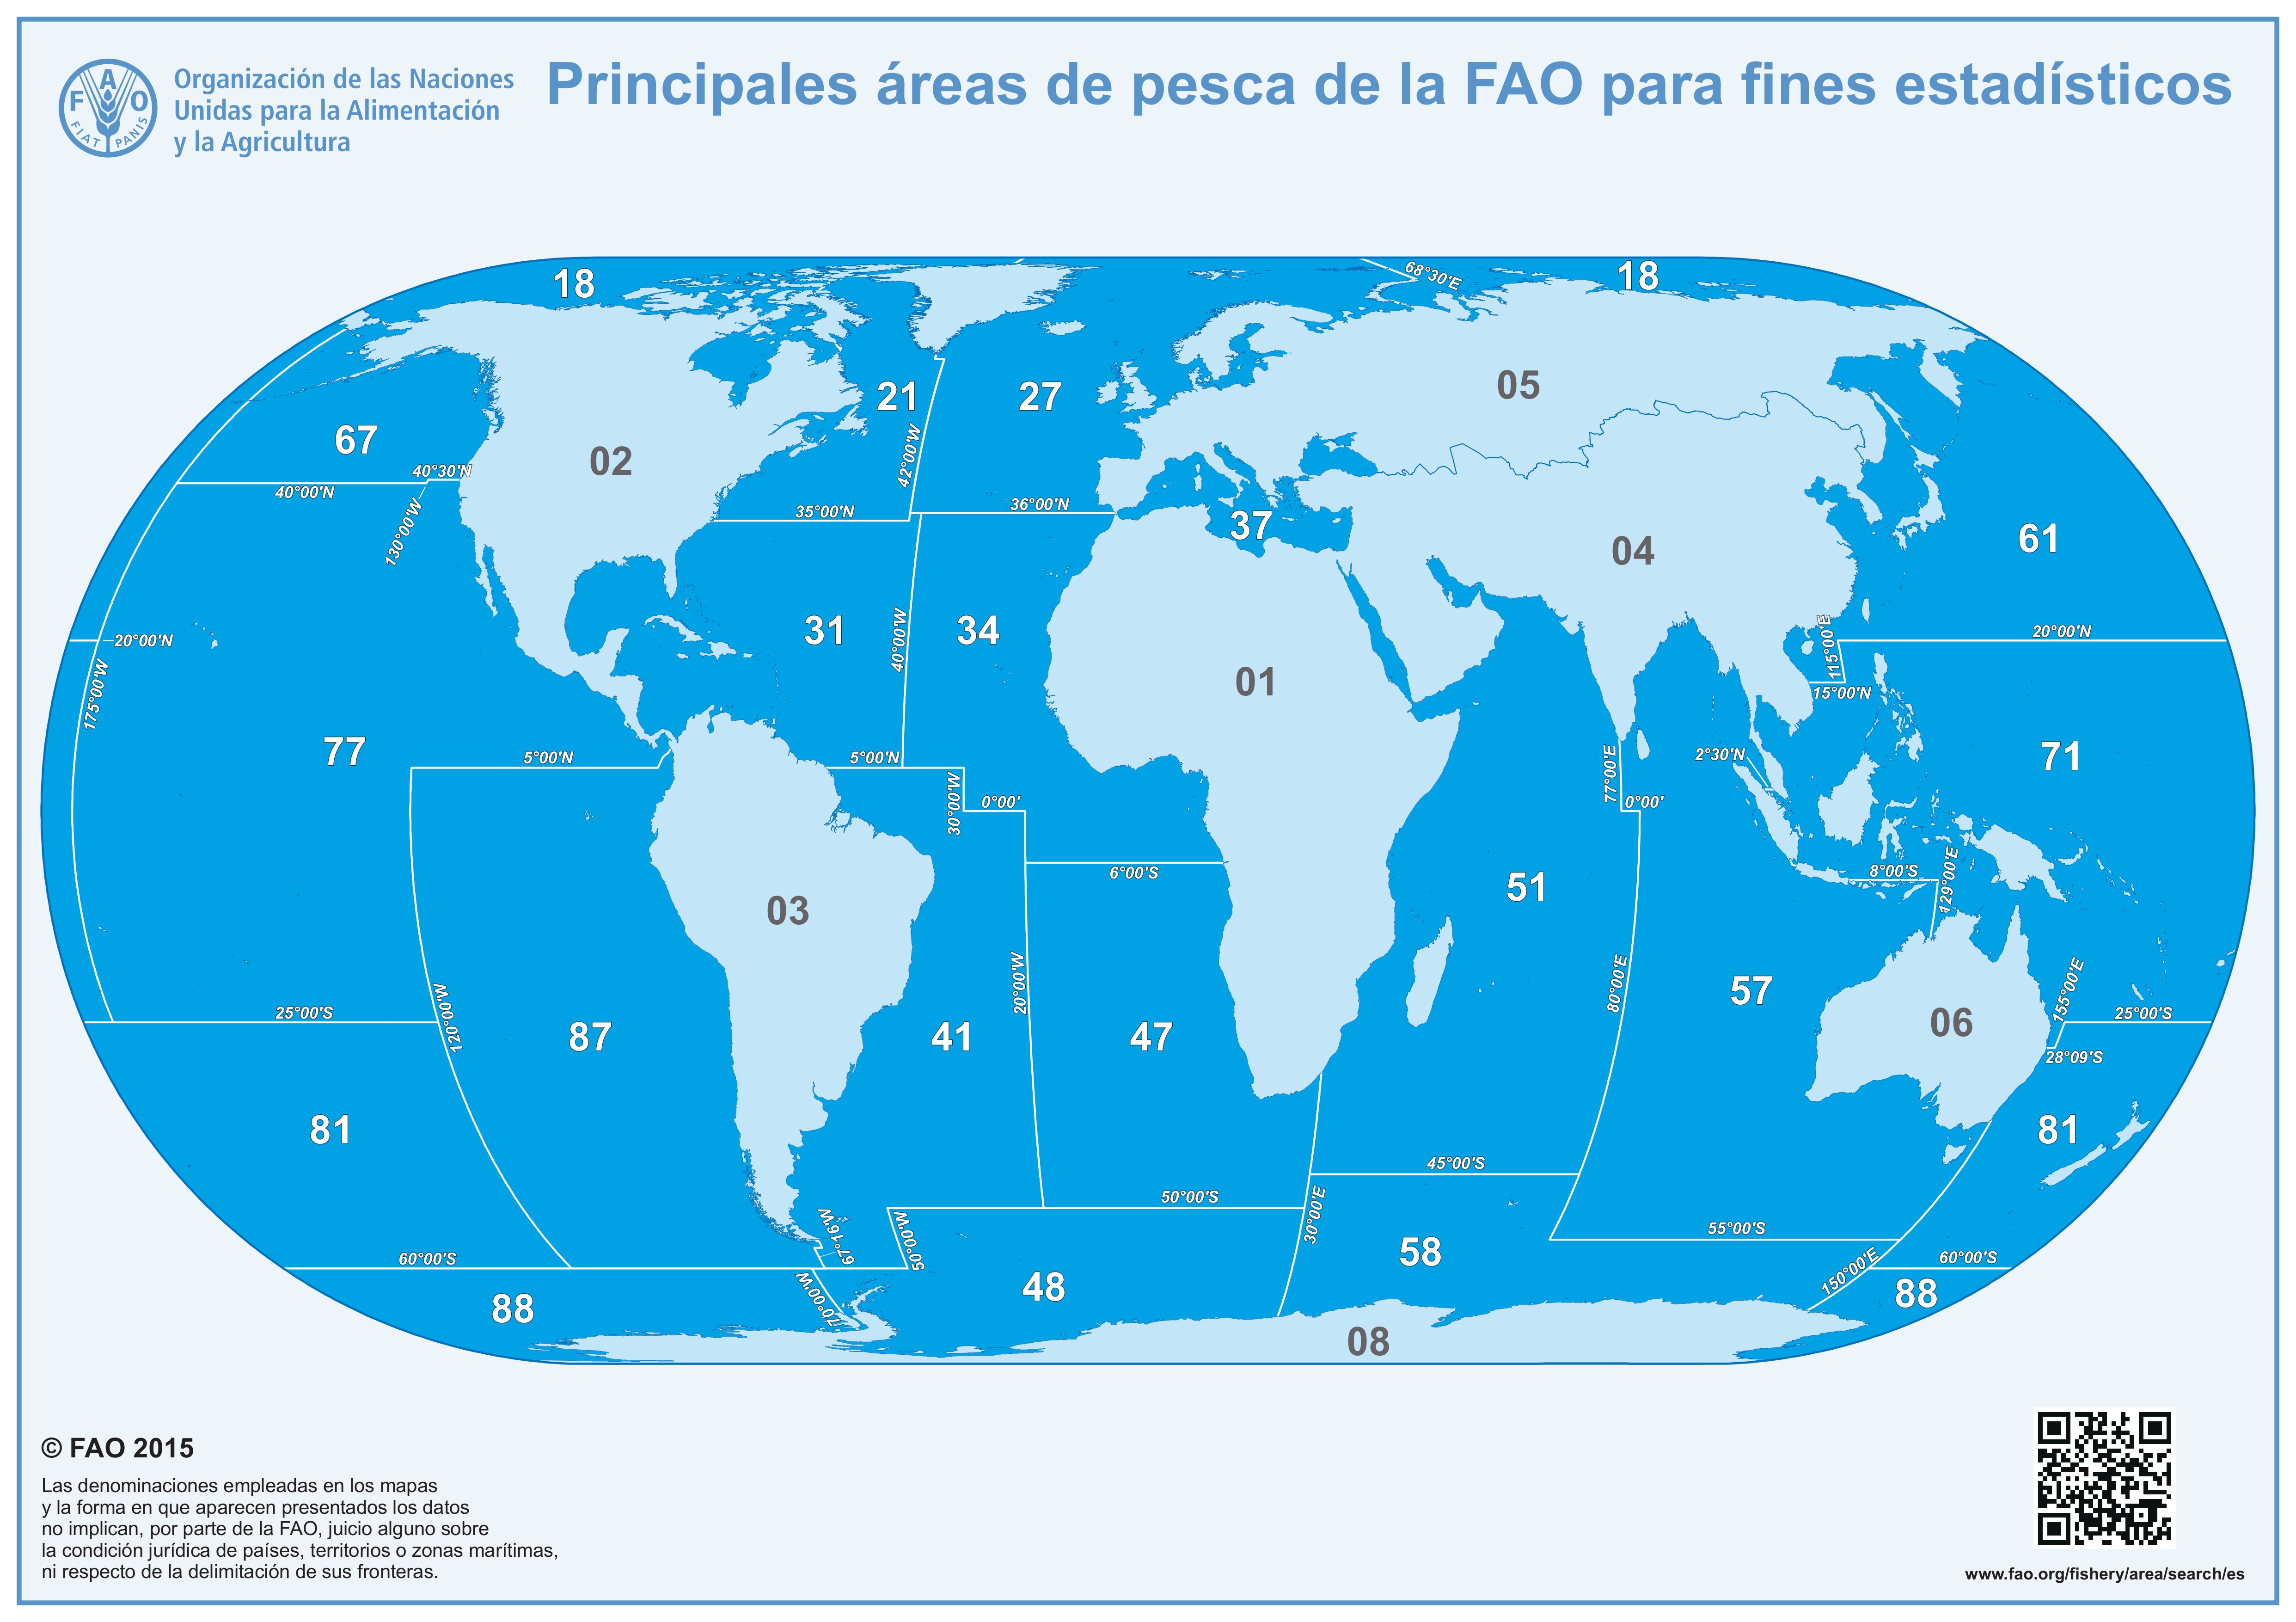 F A O
FIAT PANIS
Organización de las Naciones
Unidas para la Alimentación
y la Agricultura
Principales áreas de pesca de la FAO para fines estadísticos
18
68°30'E
18
21
27
05
67
42°00'W
02
40°30'N
40°00'N
130°00'W
35°00'N
36°00'N
37
61
04
31
40°00'W
34
20°00'N
115°00'E
20°00'N
175°00'W
01
15°00'N
77
5°00'N
5°00'N
30°00'W
0°00'
77°00'E
0°00'
2°30'N
71
6°00'S
8°00'S
129°00'E
51
03
20°00'W
80°00'E
57
155°00'E
25°00'S
120°00'W
87
41
47
06
25°00'S
28°09'S
81
81
45°00'S
50°00'S
67°16'W
50°00'W
30°00'E
55°00'S
58
60°00'S
60°00'S
150°00'E
70°00'W
48
88
88
08
© FAO 2015
Las denominaciones empleadas en los mapas
y la forma en que aparecen presentados los datos
no implican, por parte de la FAO, juicio alguno sobre
la condición jurídica de países, territorios o zonas marítimas,
ni respecto de la delimitación de sus fronteras.
www.fao.org/fishery/area/search/es